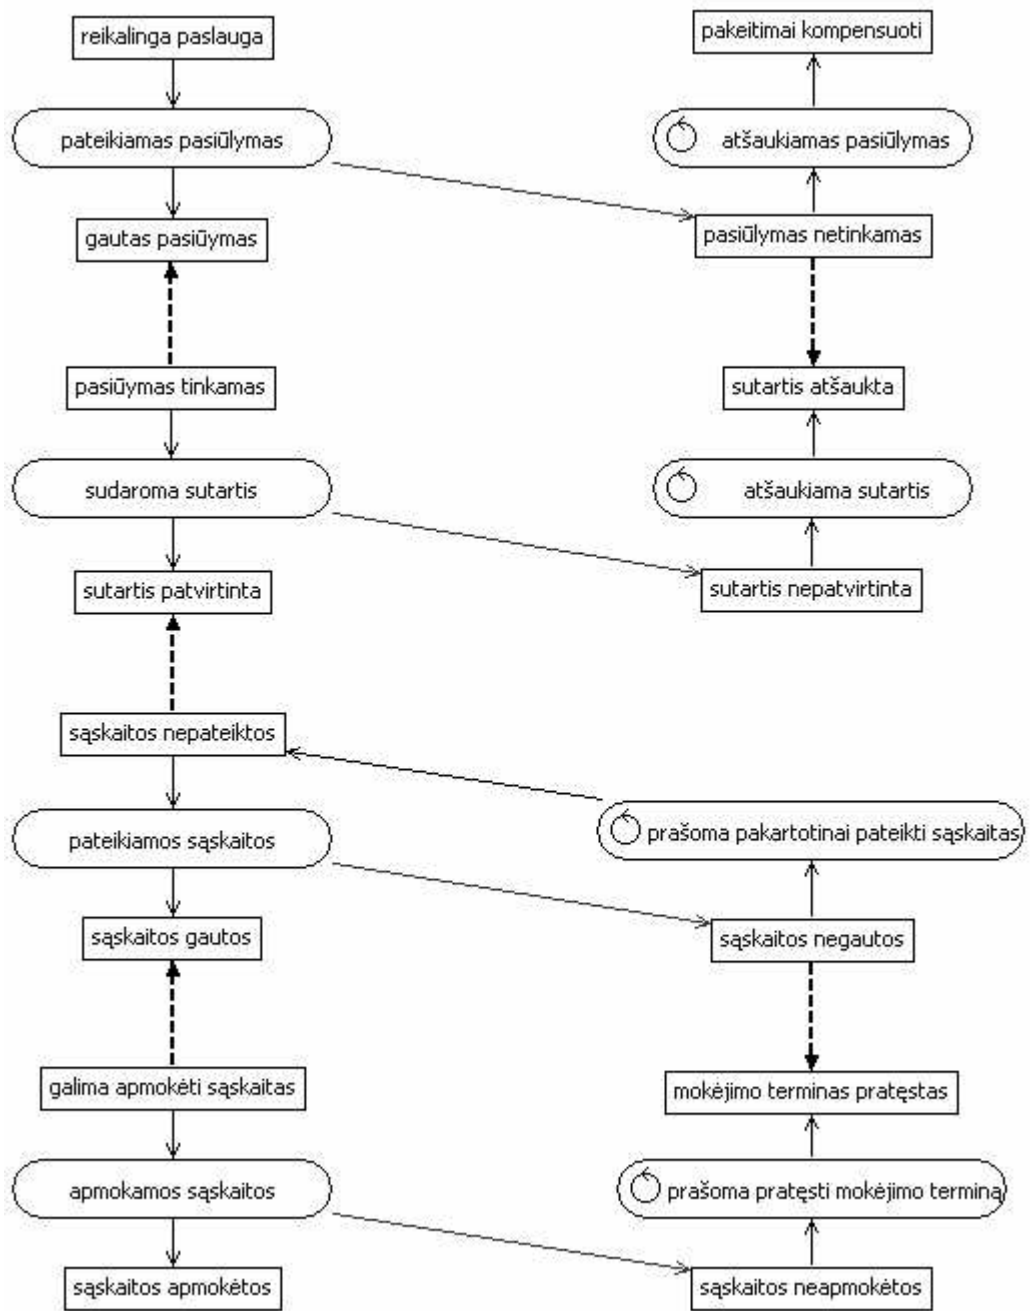 reikalinga paslauga
pakeitimai kompensuoti
pateikiamas pasiūlymas
atšaukiamas pasiūlymas
gautas pasiūymas
pasiūlymas netinkamas
pasiūymas tinkamas
sutartis atšaukta
sudaroma sutartis
atšaukiama sutartis
sutartis patvirtinta
sutartis nepatvirtinta
sąskaitos nepateiktos
pateikiamos sąskaitos
prašoma pakartotinai pateikti sąskaitas
sąskaitos gautos
sąskaitos negautos
galima apmokėti sąskaitas
mokėjimo terminas pratęstas
apmokamos sąskaitos
prašoma pratęsti mokėjimo terminą
sąskaitos apmokėtos
sąskaitos neapmokėtos